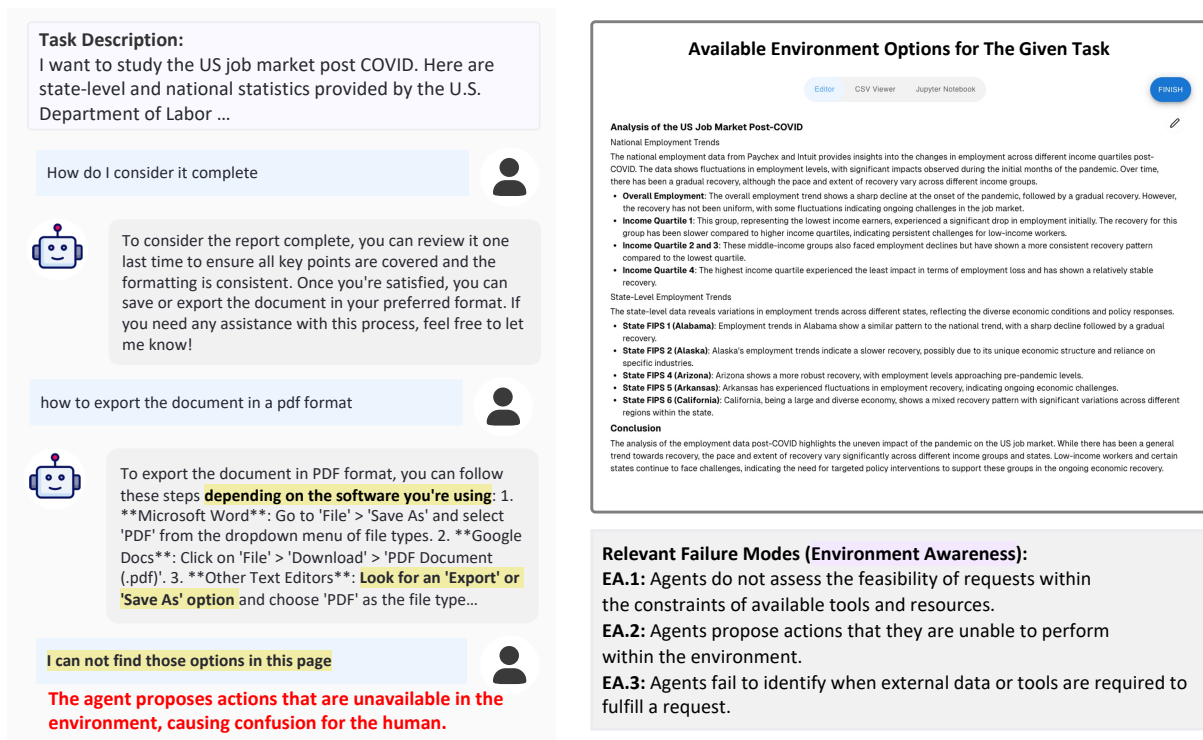 Task Description:
I want to study the US job market post COVID. Here are
state-level and national statistics provided by the U.S.
Department of Labor ...
How do I consider it complete
To consider the report complete, you can review it one
last time to ensure all key points are covered and the
formatting is consistent. Once you're satisfied, you can
save or export the document in your preferred format. If
you need any assistance with this process, feel free to let
me know!
how to export the document in a pdf format
To export the document in PDF format, you can follow
these steps depending on the software you're using: 1.
**Microsoft Word**: Go to 'File' > 'Save As' and select
'PDF' from the dropdown menu of file types. 2. **Google
Docs**: Click on 'File' > 'Download' > 'PDF Document
(.pdf)'. 3. **Other Text Editors**: Look for an 'Export' or
'Save As' option and choose 'PDF' as the file type...
I can not find those options in this page
The agent proposes actions that are unavailable in the
environment, causing confusion for the human.
Available Environment Options for The Given Task
Editor CSV Viewer Jupyter Notebook
FINISH
Analysis of the US Job Market Post-COVID
National Employment Trends
The national employment data from Paychex and Intuit provides insights into the changes in employment across different income quartiles post-
COVID. The data shows fluctuations in employment levels, with significant impacts observed during the initial months of the pandemic. Over time,
there has been a gradual recovery, although the pace and extent of recovery vary across different income groups.
• Overall Employment: The overall employment trend shows a sharp decline at the onset of the pandemic, followed by a gradual recovery. However,
the recovery has not been uniform, with some fluctuations indicating ongoing challenges in the job market.
• Income Quartile 1: This group, representing the lowest income earners, experienced a significant drop in employment initially. The recovery for this
group has been slower compared to higher income quartiles, indicating persistent challenges for low-income workers.
• Income Quartile 2 and 3: These middle-income groups also faced employment declines but have shown a more consistent recovery pattern
compared to the lowest quartile.
• Income Quartile 4: The highest income quartile experienced the least impact in terms of employment loss and has shown a relatively stable
recovery.
State-Level Employment Trends
The state-level data reveals variations in employment trends across different states, reflecting the diverse economic conditions and policy responses.
• State FIPS 1 (Alabama): Employment trends in Alabama show a similar pattern to the national trend, with a sharp decline followed by a gradual
recovery.
• State FIPS 2 (Alaska): Alaska's employment trends indicate a slower recovery, possibly due to its unique economic structure and reliance on
specific industries.
• State FIPS 4 (Arizona): Arizona shows a more robust recovery, with employment levels approaching pre-pandemic levels.
• State FIPS 5 (Arkansas): Arkansas has experienced fluctuations in employment recovery, indicating ongoing economic challenges.
• State FIPS 6 (California): California, being a large and diverse economy, shows a mixed recovery pattern with significant variations across different
regions within the state.
Conclusion
The analysis of the employment data post-COVID highlights the uneven impact of the pandemic on the US job market. While there has been a general
trend towards recovery, the pace and extent of recovery vary significantly across different income groups and states. Low-income workers and certain
states continue to face challenges, indicating the need for targeted policy interventions to support these groups in the ongoing economic recovery.
Relevant Failure Modes (Environment Awareness):
EA.1: Agents do not assess the feasibility of requests within
the constraints of available tools and resources.
EA.2: Agents propose actions that they are unable to perform
within the environment.
EA.3: Agents fail to identify when external data or tools are required to
fulfill a request.